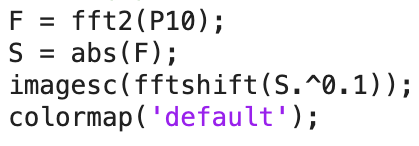 F = fft2(P10);
S = abs(F);
imagesc(fftshift(S.^0.1));
colormap('default');